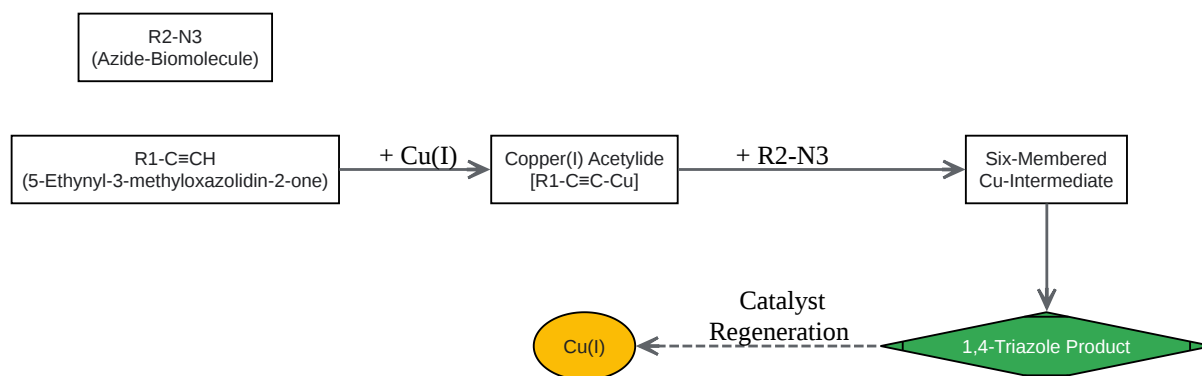 R2-N3
(Azide-Biomolecule)
R1-C≡CH
(5-Ethynyl-3-methyloxazolidin-2-one)
+ Cu(I)
Copper(I) Acetylide
[R1-C≡C-Cu]
+ R2-N3
Six-Membered
Cu-Intermediate
Catalyst
Regeneration
Cu(I)
1,4-Triazole Product